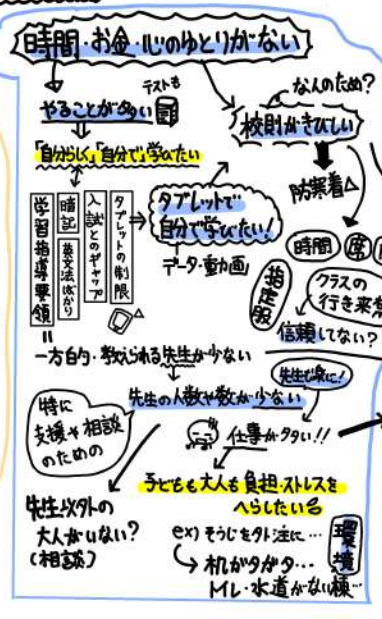 時間・お金・心のゆとりがない
テストも
やることが多い
なんのため?
校則がきびしい
「自分らしく」「自分で」学びたい
防寒着△
学習指導要領
暗記
英文法ばかり
入試とのギャップ
タブレットの制限
タブレットで
自分で学びたい!
データ・動画
時間
席
指定服
クラスの
行き来
信頼してない?
一方的・教えられる先生が少ない
先生の人数や数が少ない
先生も楽に!
特に
支援や相談
のための
仕事が多い!!
先生以外の
大人がいない?
(相談)
子どもも大人も負担・ストレスを
へらしたい
ex) そうじを外注に…
机がガタガタ…
トイレ・水道がない棟…
環境